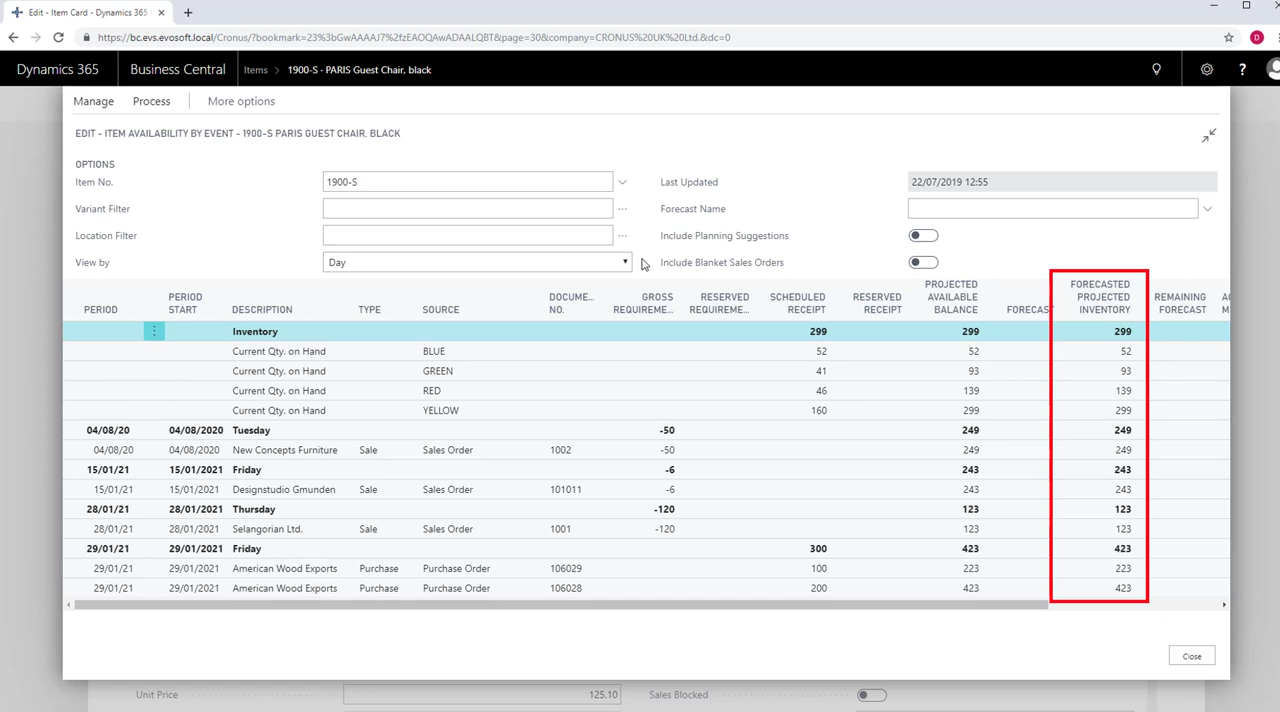 Edit - Item Card - Dynamics 365
https://bc.evs.evosoft.local/Cronus/?bookmark=23%3bGwAAAAJ7%2fzEAOQAwADAALQBT&page=30&company=CRONUS%20UK%20Ltd.&dc=0
D
Dynamics 365 Business Central Items > 1900-S · PARIS Guest Chair, black ?
Manage Process More options
EDIT - ITEM AVAILABILITY BY EVENT - 1900-S PARIS GUEST CHAIR, BLACK
OPTIONS
Item No. 1900-S Last Updated 22/07/2019 12:55
Variant Filter Forecast Name
Location Filter Include Planning Suggestions
View by Day Include Blanket Sales Orders
PERIOD PERIOD START DESCRIPTION TYPE SOURCE DOCUME... NO. GROSS REQUIREME... RESERVED REQUIREME... SCHEDULED RECEIPT RESERVED RECEIPT PROJECTED AVAILABLE BALANCE FORECAST FORECASTED PROJECTED INVENTORY REMAINING FORECAST
Inventory 299 299 299
Current Qty. on Hand BLUE 52 52 52
Current Qty. on Hand GREEN 41 93 93
Current Qty. on Hand RED 46 139 139
Current Qty. on Hand YELLOW 160 299 299
04/08/20 04/08/2020 Tuesday -50 249 249
04/08/20 04/08/2020 New Concepts Furniture Sale Sales Order 1002 -50 249 249
15/01/21 15/01/2021 Friday -6 243 243
15/01/21 15/01/2021 Designstudio Gmunden Sale Sales Order 101011 -6 243 243
28/01/21 28/01/2021 Thursday -120 123 123
28/01/21 28/01/2021 Selangorian Ltd. Sale Sales Order 1001 -120 123 123
29/01/21 29/01/2021 Friday 300 423 423
29/01/21 29/01/2021 American Wood Exports Purchase Purchase Order 106029 100 223 223
29/01/21 29/01/2021 American Wood Exports Purchase Purchase Order 106028 200 423 423
Close
Unit Price 125.10 Sales Blocked